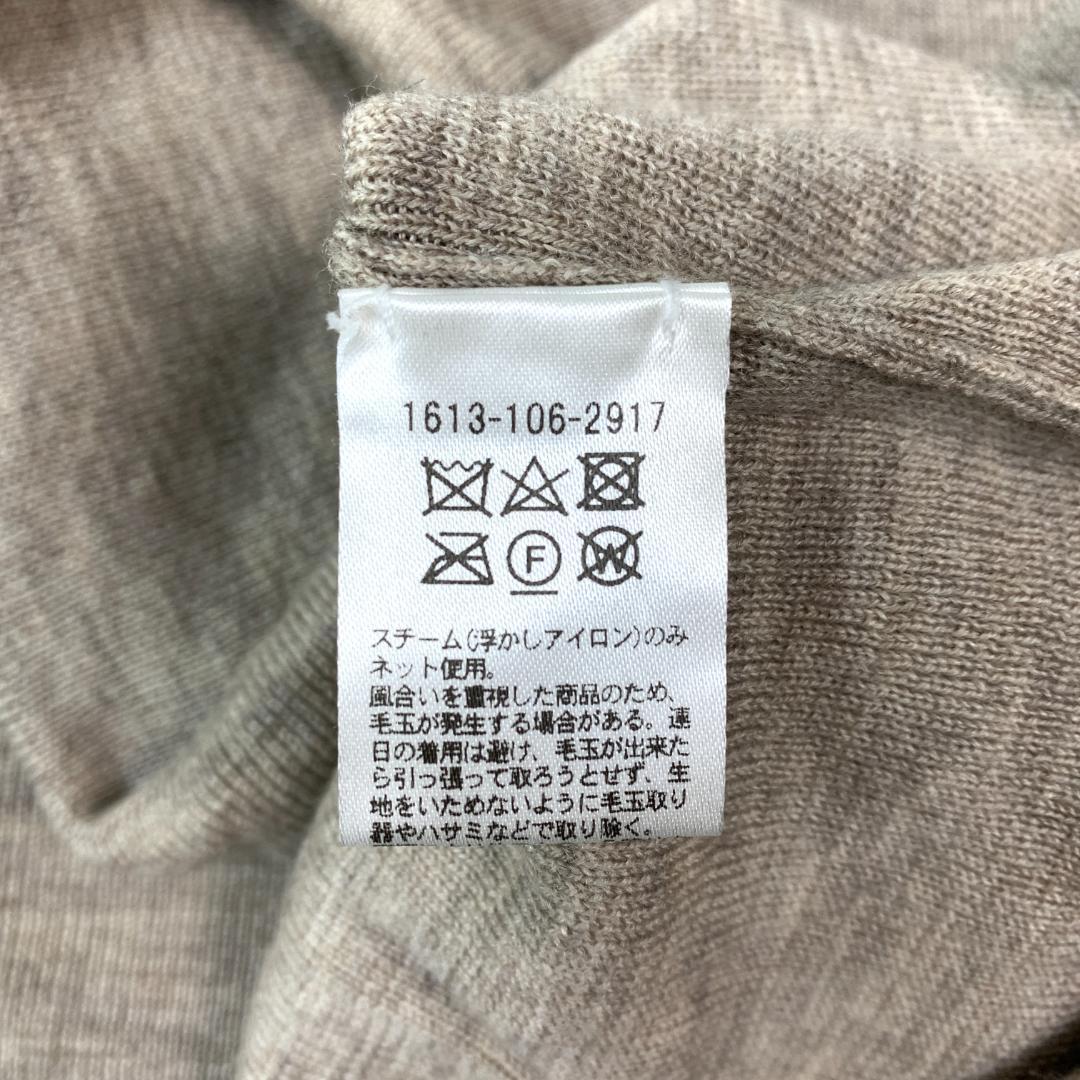 1613-106-2917
F
W
スチーム(浮かしアイロン)のみ
ネット使用。
風合いを重視した商品のため、
毛玉が発生する場合がある。連
日の着用は避け、毛玉が出来た
ら引っ張って取ろうとせず、生
地をいためないように毛玉取り
器やハサミなどで取り除く。